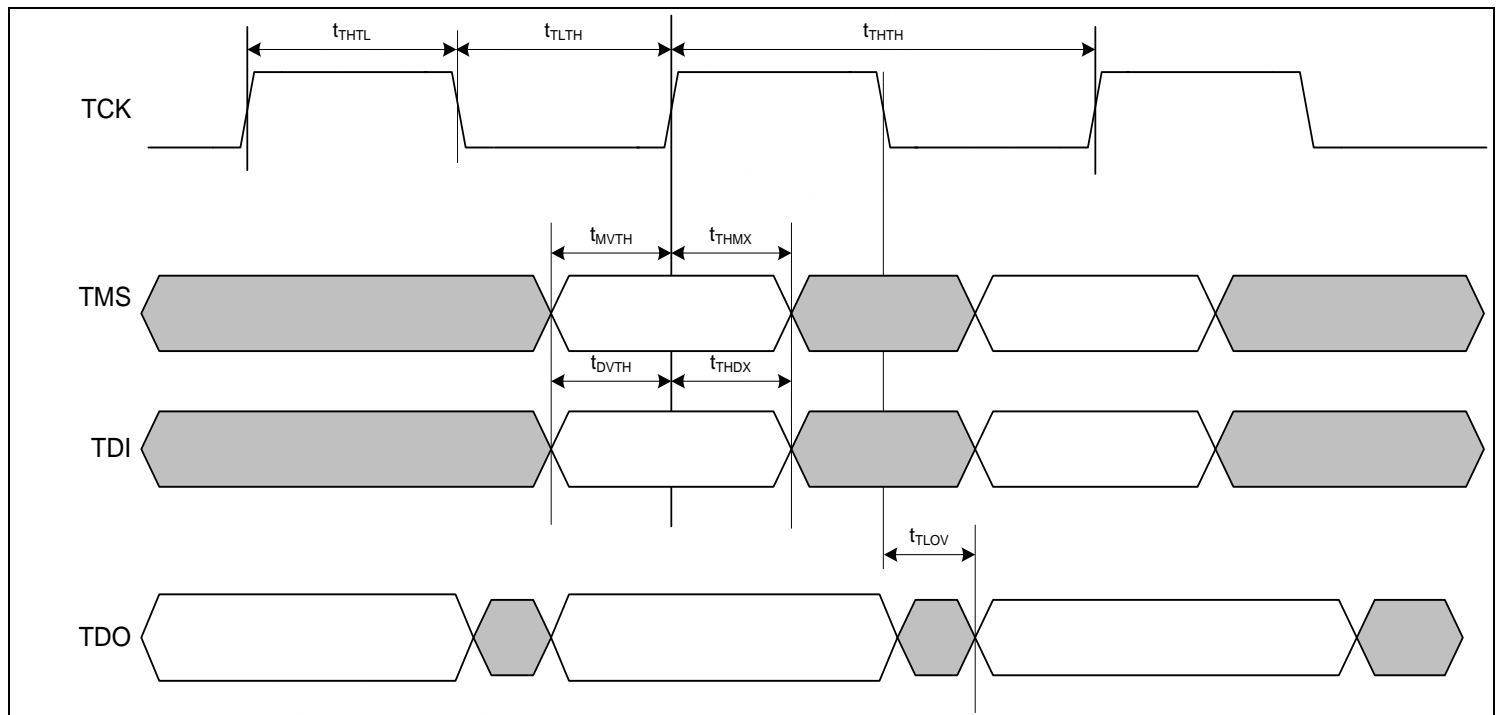 tTHTL tTLTH tTHTH
TCK
tMVTH tTHMX
TMS
tDVTH tTHDX
TDI
tTLOV
TDO